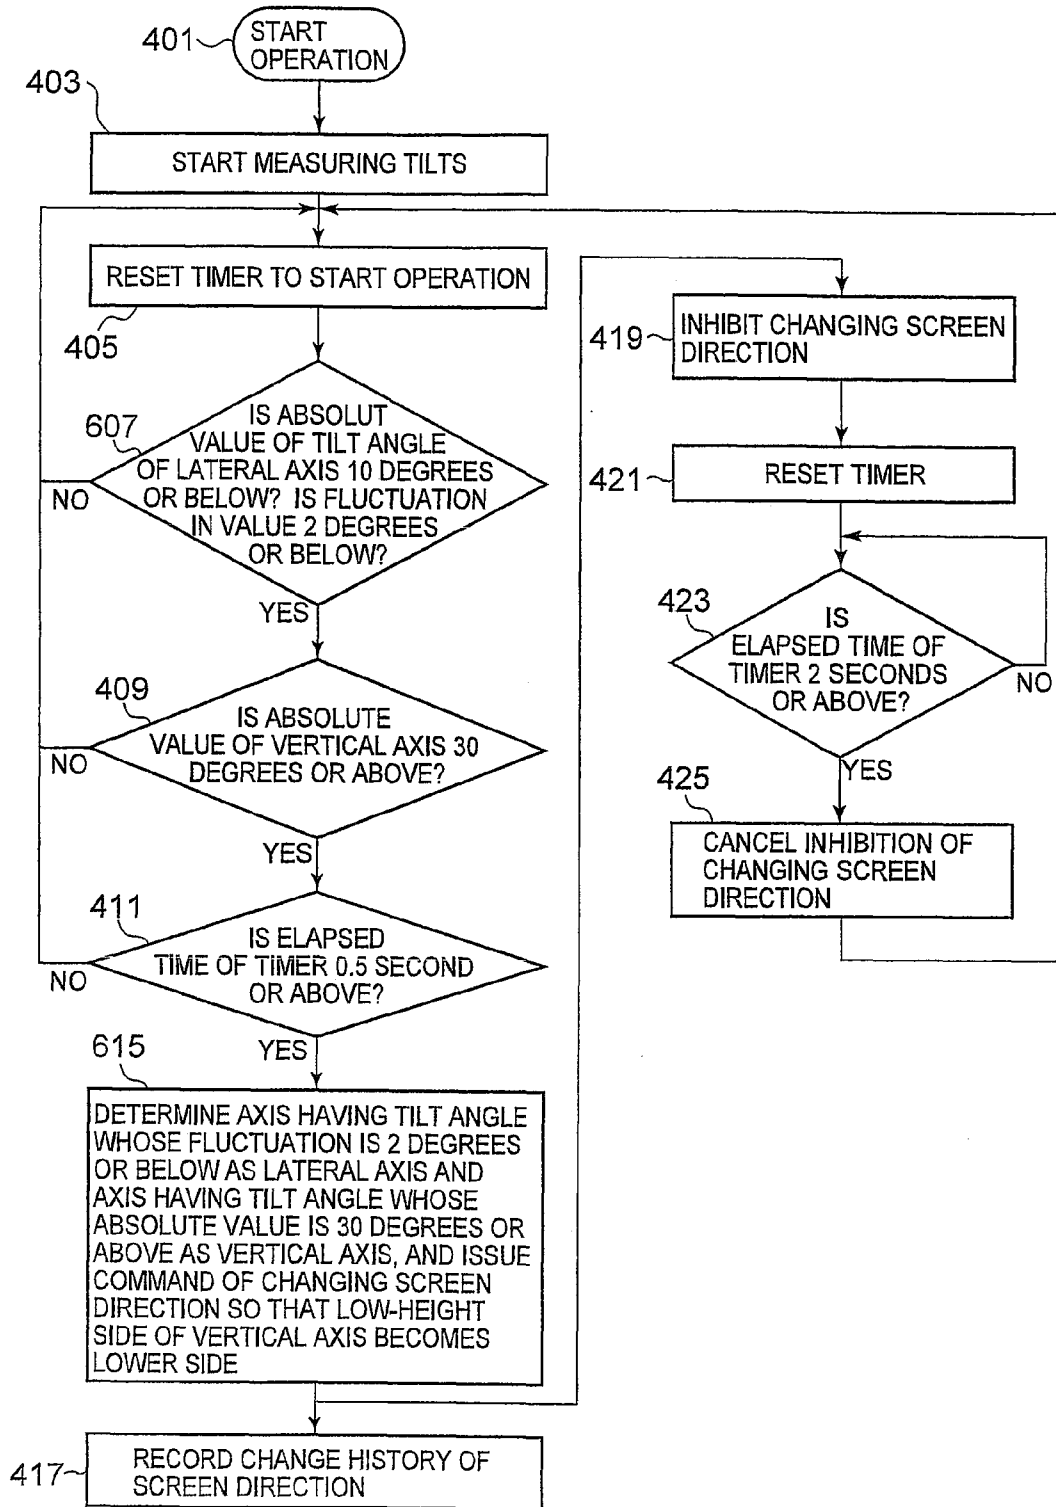 401
START
OPERATION
403
START MEASURING TILTS
RESET TIMER TO START OPERATION
405
607
IS ABSOLUT
VALUE OF TILT ANGLE
OF LATERAL AXIS 10 DEGREES
OR BELOW? IS FLUCTUATION
IN VALUE 2 DEGREES
OR BELOW?
NO
YES
409
IS ABSOLUTE
VALUE OF VERTICAL AXIS 30
DEGREES OR ABOVE?
NO
YES
411
IS ELAPSED
TIME OF TIMER 0.5 SECOND
OR ABOVE?
NO
YES
615
DETERMINE AXIS HAVING TILT ANGLE
WHOSE FLUCTUATION IS 2 DEGREES
OR BELOW AS LATERAL AXIS AND
AXIS HAVING TILT ANGLE WHOSE
ABSOLUTE VALUE IS 30 DEGREES OR
ABOVE AS VERTICAL AXIS, AND ISSUE
COMMAND OF CHANGING SCREEN
DIRECTION SO THAT LOW-HEIGHT
SIDE OF VERTICAL AXIS BECOMES
LOWER SIDE
417
RECORD CHANGE HISTORY OF
SCREEN DIRECTION
419
INHIBIT CHANGING SCREEN
DIRECTION
421
RESET TIMER
423
IS
ELAPSED TIME OF
TIMER 2 SECONDS
OR ABOVE?
NO
YES
425
CANCEL INHIBITION OF
CHANGING SCREEN
DIRECTION